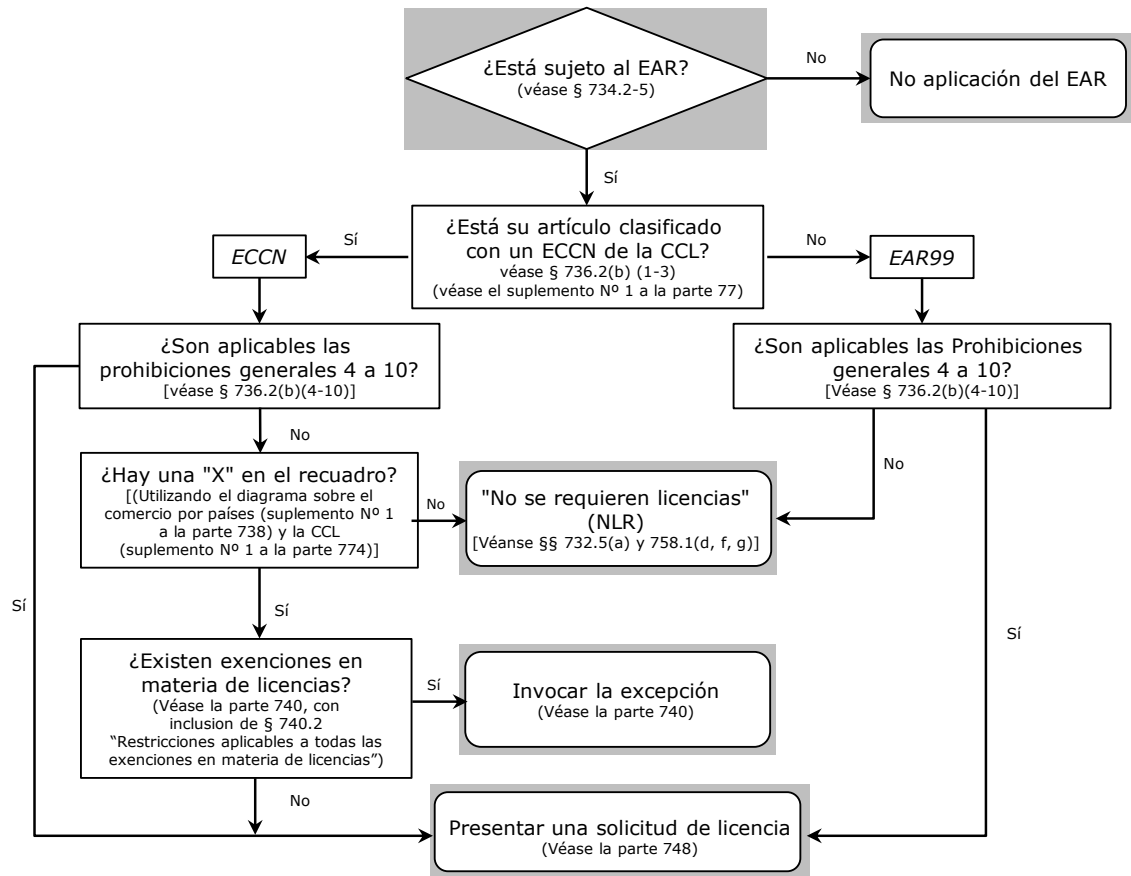 ¿Está sujeto al EAR?
(véase § 734.2-5)
No
No aplicación del EAR
Sí
¿Está su artículo clasificado
con un ECCN de la CCL?
véase § 736.2(b) (1-3)
(véase el suplemento Nº 1 a la parte 77)
Sí
ECCN
No
EAR99
¿Son aplicables las
prohibiciones generales 4 a 10?
[véase § 736.2(b)(4-10)]
¿Son aplicables las Prohibiciones
generales 4 a 10?
[Véase § 736.2(b)(4-10)]
No
¿Hay una "X" en el recuadro?
[(Utilizando el diagrama sobre el
comercio por países (suplemento Nº 1
a la parte 738) y la CCL
(suplemento Nº 1 a la parte 774)]
No
"No se requieren licencias"
(NLR)
[Véanse §§ 732.5(a) y 758.1(d, f, g)]
No
Sí
Sí
Sí
¿Existen exenciones en
materia de licencias?
(Véase la parte 740, con
inclusion de § 740.2
“Restricciones aplicables a todas las
exenciones en materia de licencias”)
Sí
Invocar la excepción
(Véase la parte 740)
No
Presentar una solicitud de licencia
(Véase la parte 748)